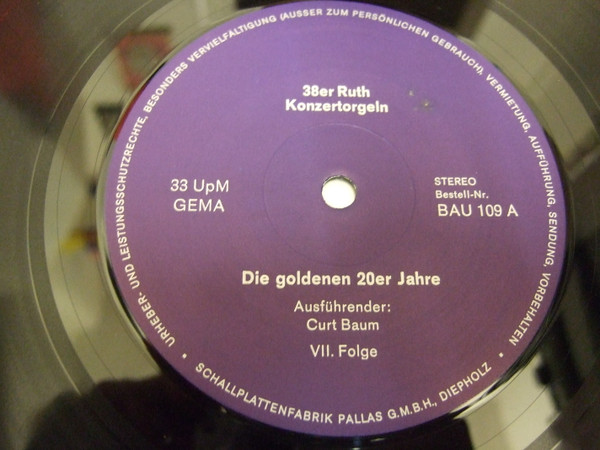 URHEBER- UND LEISTUNGSSCHUTZRECHTE, BESONDERS VERVIELFÄLTIGUNG (AUSSER ZUM PERSÖNLICHEN GEBRAUCH), VERMIETUNG, AUFFÜHRUNG, SENDUNG, VORBEHALTEN
38er Ruth
Konzertorgeln
33 UpM
GEMA
STEREO
Bestell-Nr.
BAU 109 A
Die goldenen 20er Jahre
Ausführender:
Curt Baum
VII. Folge
• SCHALLPLATTENFABRIK PALLAS G.M.B.H., DIEPHOLZ •